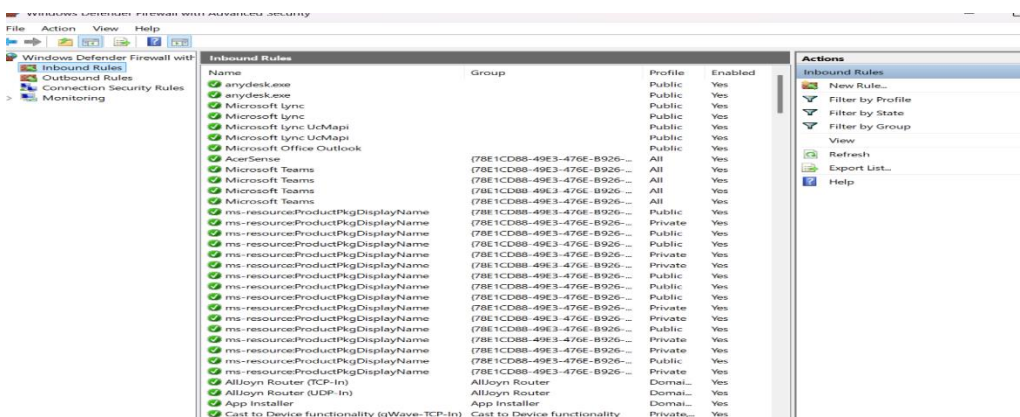 Windows Defender Firewall with Advanced Security
File Action View Help
Windows Defender Firewall with
Inbound Rules
Outbound Rules
Connection Security Rules
Monitoring
Inbound Rules
Name Group Profile Enabled
anydesk.exe Public Yes
anydesk.exe Public Yes
Microsoft Lync Public Yes
Microsoft Lync Public Yes
Microsoft Lync UcMapi Public Yes
Microsoft Lync UcMapi Public Yes
Microsoft Office Outlook Public Yes
AcerSense {78E1CD88-49E3-476E-B926-... All Yes
Microsoft Teams {78E1CD88-49E3-476E-B926-... All Yes
Microsoft Teams {78E1CD88-49E3-476E-B926-... All Yes
Microsoft Teams {78E1CD88-49E3-476E-B926-... All Yes
Microsoft Teams {78E1CD88-49E3-476E-B926-... All Yes
ms-resource:ProductPkgDisplayName {78E1CD88-49E3-476E-B926-... Public Yes
ms-resource:ProductPkgDisplayName {78E1CD88-49E3-476E-B926-... Private Yes
ms-resource:ProductPkgDisplayName {78E1CD88-49E3-476E-B926-... Public Yes
ms-resource:ProductPkgDisplayName {78E1CD88-49E3-476E-B926-... Private Yes
ms-resource:ProductPkgDisplayName {78E1CD88-49E3-476E-B926-... Private Yes
ms-resource:ProductPkgDisplayName {78E1CD88-49E3-476E-B926-... Public Yes
ms-resource:ProductPkgDisplayName {78E1CD88-49E3-476E-B926-... Private Yes
ms-resource:ProductPkgDisplayName {78E1CD88-49E3-476E-B926-... Public Yes
ms-resource:ProductPkgDisplayName {78E1CD88-49E3-476E-B926-... Public Yes
ms-resource:ProductPkgDisplayName {78E1CD88-49E3-476E-B926-... Private Yes
ms-resource:ProductPkgDisplayName {78E1CD88-49E3-476E-B926-... Private Yes
ms-resource:ProductPkgDisplayName {78E1CD88-49E3-476E-B926-... Public Yes
ms-resource:ProductPkgDisplayName {78E1CD88-49E3-476E-B926-... Private Yes
ms-resource:ProductPkgDisplayName {78E1CD88-49E3-476E-B926-... Private Yes
ms-resource:ProductPkgDisplayName {78E1CD88-49E3-476E-B926-... Public Yes
ms-resource:ProductPkgDisplayName {78E1CD88-49E3-476E-B926-... Private Yes
AllJoyn Router (TCP-In) AllJoyn Router Domai... Yes
AllJoyn Router (UDP-In) AllJoyn Router Domai... Yes
App Installer App Installer Domai... Yes
Cast to Device functionality (qWave-TCP-In) Cast to Device functionality Private,... Yes
Actions
Inbound Rules
New Rule...
Filter by Profile
Filter by State
Filter by Group
View
Refresh
Export List...
Help